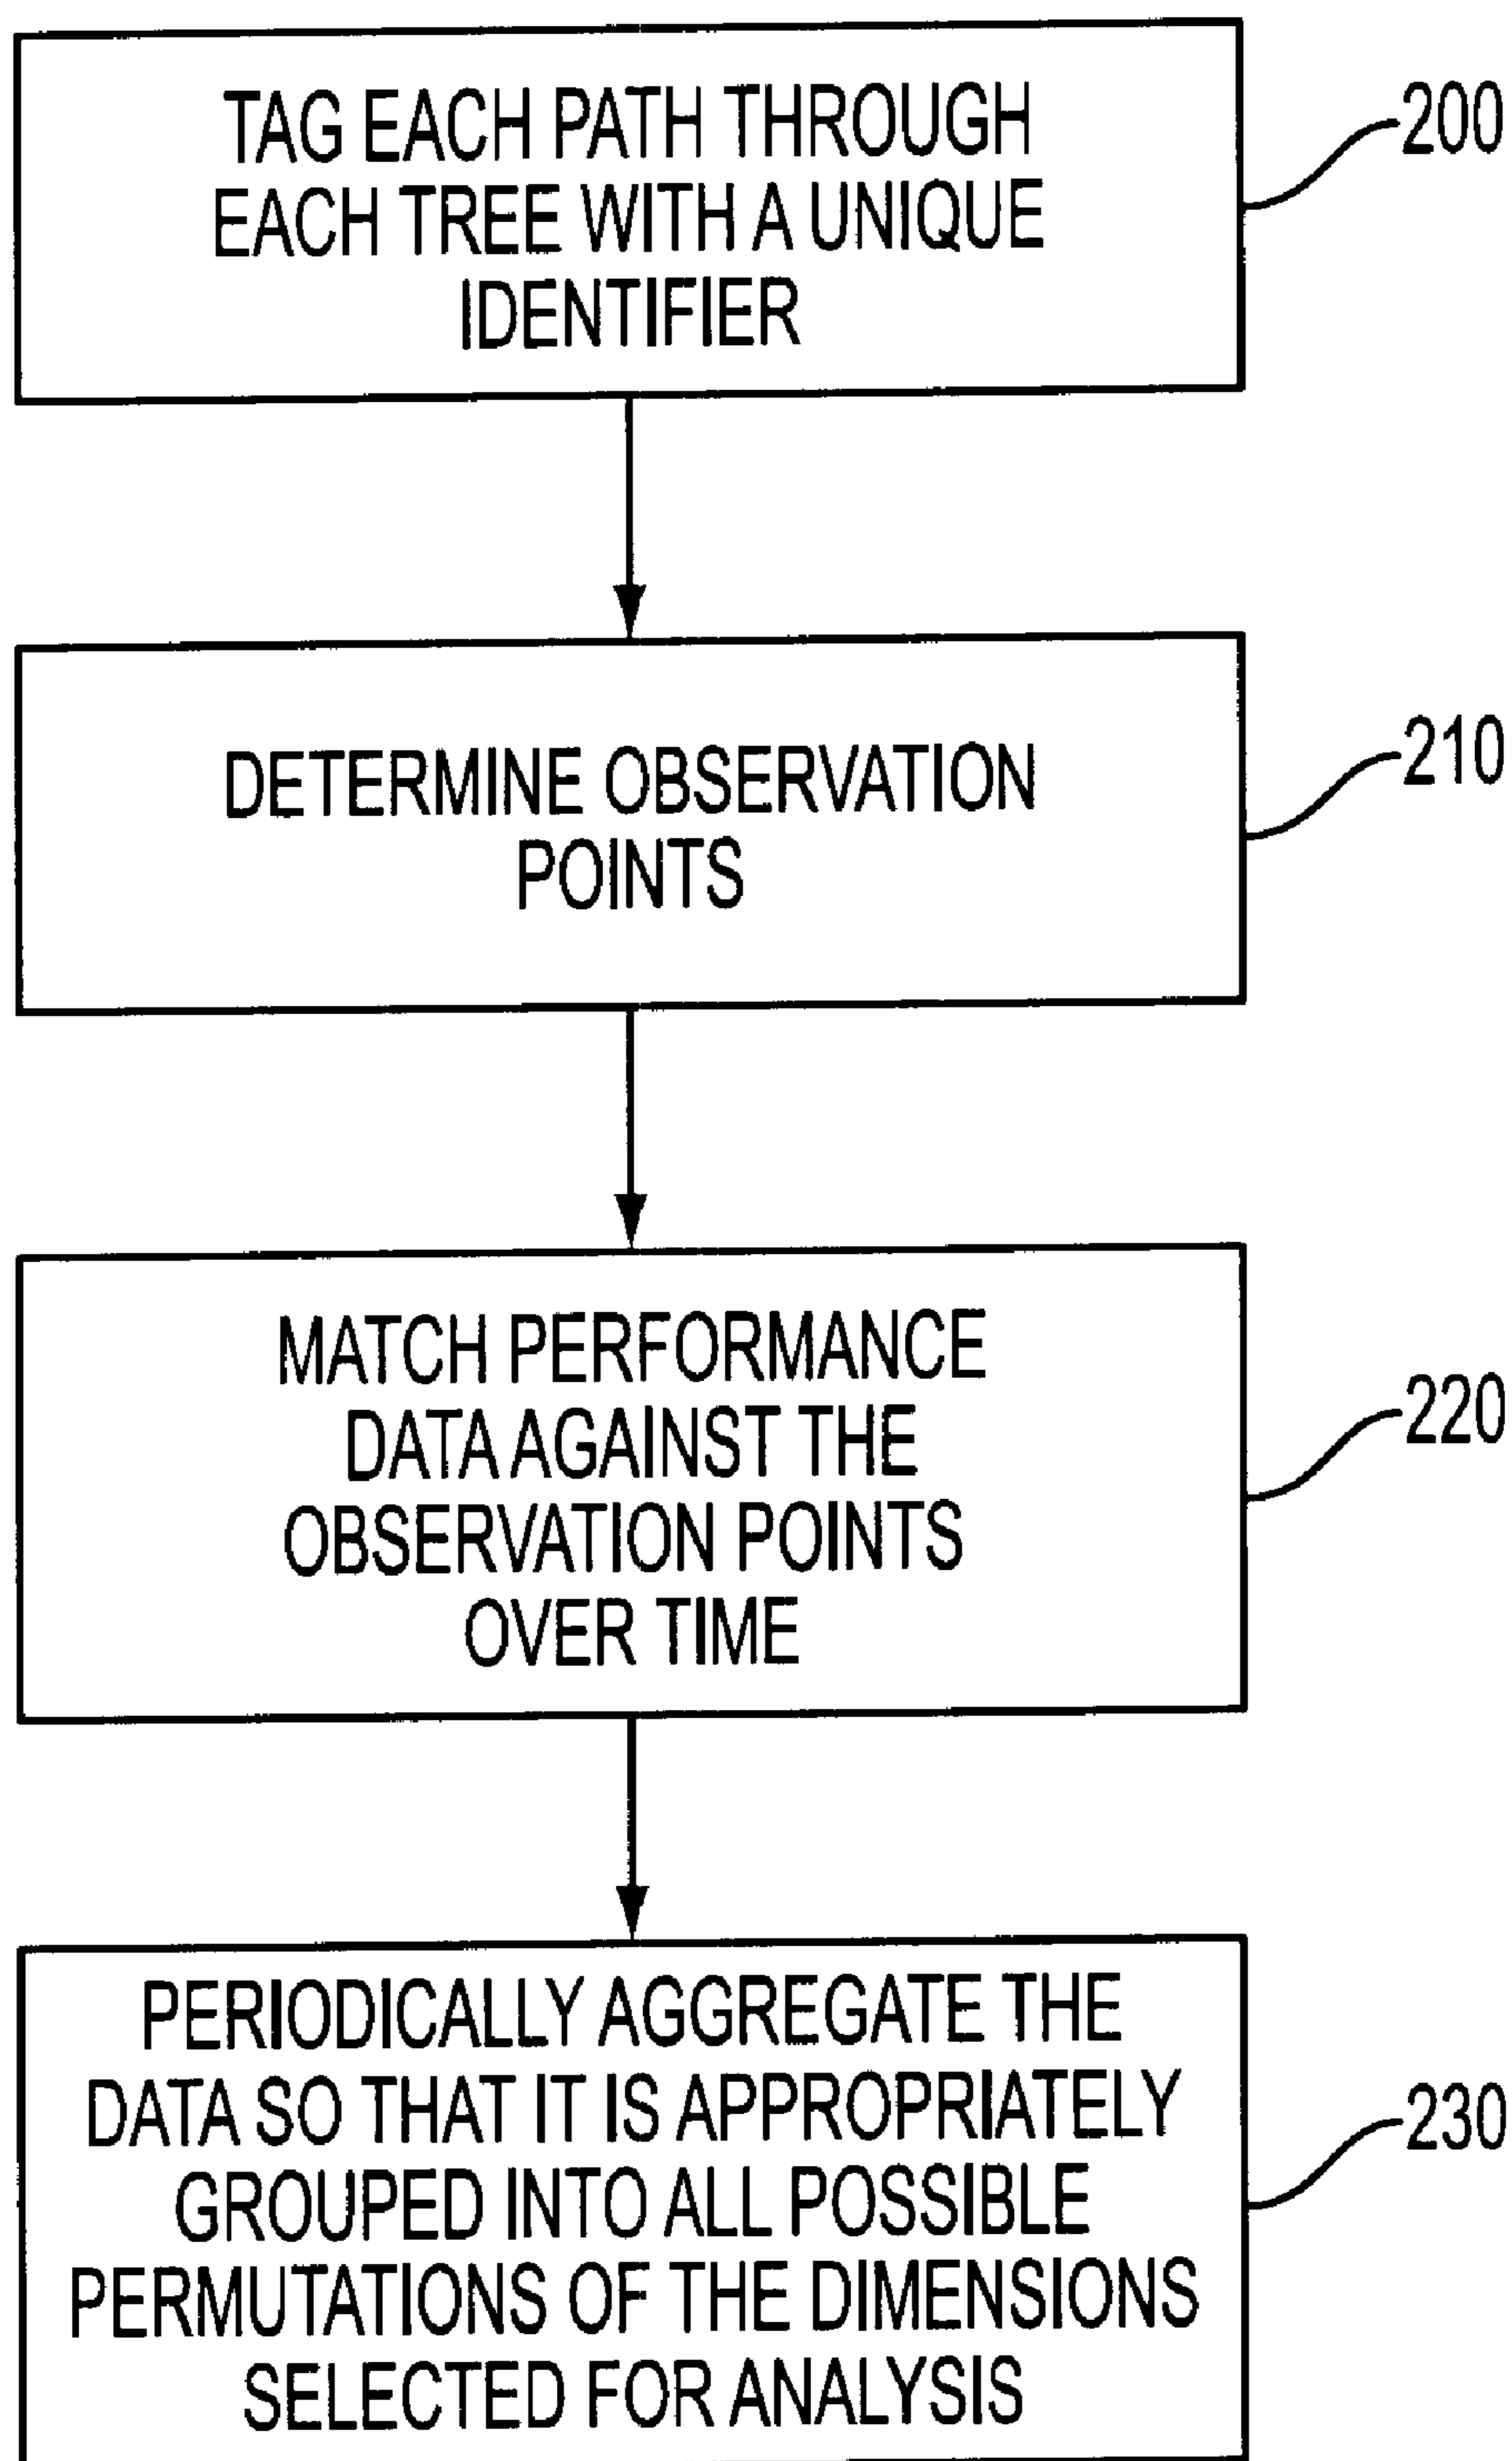 TAG EACH PATH THROUGH
EACH TREE WITH A UNIQUE
IDENTIFIER
200
DETERMINE OBSERVATION
POINTS
210
MATCH PERFORMANCE
DATA AGAINST THE
OBSERVATION POINTS
OVER TIME
220
PERIODICALLY AGGREGATE THE
DATA SO THAT IT IS APPROPRIATELY
GROUPED INTO ALL POSSIBLE
PERMUTATIONS OF THE DIMENSIONS
SELECTED FOR ANALYSIS
230